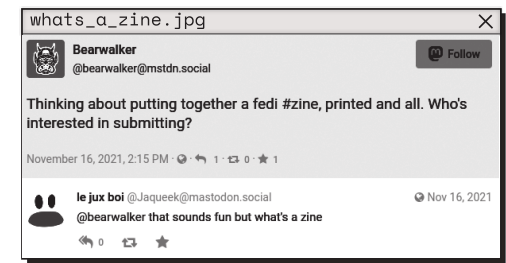 whats_a_zine.jpg
Bearwalker
@bearwalker@mstdn.social
Follow
Thinking about putting together a fedi #zine, printed and all. Who's
interested in submitting?
November 16, 2021, 2:15 PM · · 1 · 0 · 1
le jux boi @Jaqueek@mastodon.social
Nov 16, 2021
@bearwalker that sounds fun but what's a zine
0